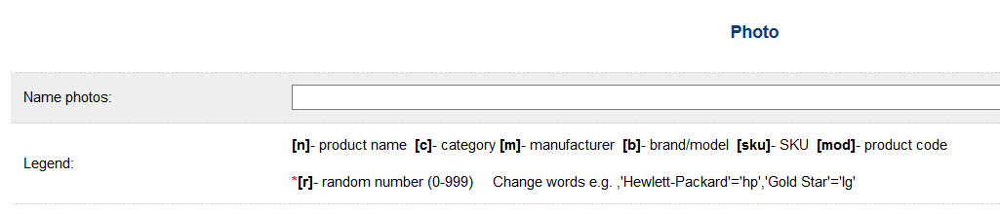 Photo
Name photos:
[n]- product name [c]- category [m]- manufacturer [b]- brand/model [sku]- SKU [mod]- product code
Legend:
*[r]- random number (0-999) Change words e.g. ,'Hewlett-Packard'='hp','Gold Star'='lg'